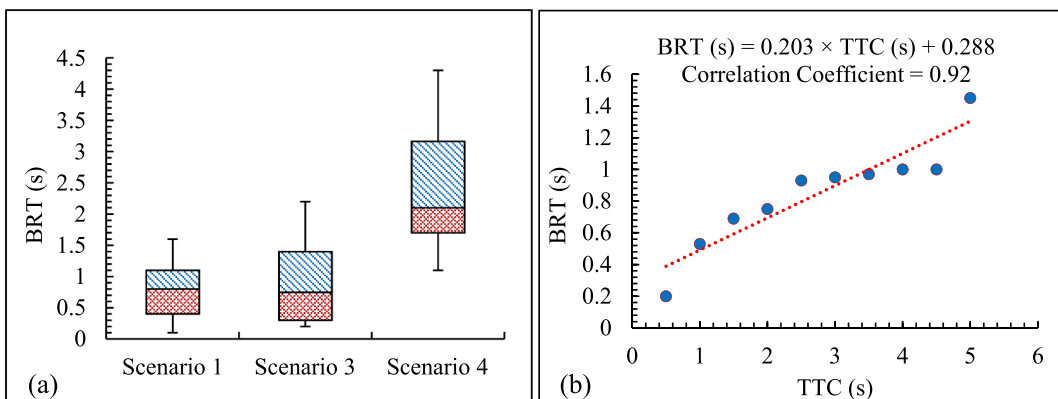 4.5
4
3.5
3
2.5
2
1.5
1
0.5
0
BRT (s)
Scenario 1 Scenario 3 Scenario 4
(a)
BRT (s) = 0.203 × TTC (s) + 0.288
Correlation Coefficient = 0.92
1.6
1.4
1.2
1
0.8
0.6
0.4
0.2
0
BRT (s)
0 1 2 3 4 5 6
TTC (s)
(b)